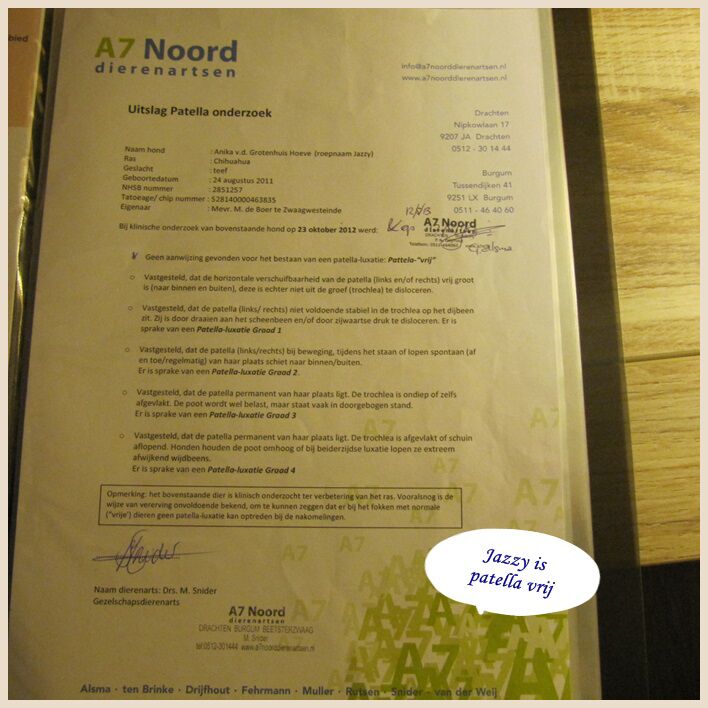 bied
A7 Noord
dierenartsen
info@a7noorddierenartsen.nl
www.a7noorddierenartsen.nl
Uitslag Patella onderzoek
Drachten
Nipkowlaan 17
9207 JA Drachten
0512 - 30 14 44
Burgum
Tussendijken 41
9251 LX Burgum
0511 - 46 40 60
Naam hond : Anika v.d. Grotenhuis Hoeve (roepnaam Jazzy)
Ras : Chihuahua
Geslacht : teef
Geboortedatum : 24 augustus 2011
NHSB nummer : 2851257
Tatoeage/ chip nummer : 528140000463835
Eigenaar : Mevr. M. de Boer te Zwaagwesteinde
A7 Noord
dierenartsen
Bij klinische onderzoek van bovenstaande hond op 23 oktober 2012 werd:
Geen aanwijzing gevonden voor het bestaan van een patella-luxatie: Pattela-“vrij”
Vastgesteld, dat de horizontale verschuifbaarheid van de patella (links en/of rechts) vrij groot
is (naar binnen en buiten), deze is echter niet uit de groef (trochlea) te disloceren.
Vastgesteld, dat de patella (links/ rechts) niet voldoende stabiel in de trochlea op het dijbeen
zit. Zij is door draaien aan het scheenbeen en/of door zijwaartse druk te disloceren. Er is
sprake van een Patella-luxatie Graad 1
Vastgesteld, dat de patella (links/rechts) bij beweging, tijdens het staan of lopen spontaan (af
en toe/regelmatig) van haar plaats schiet naar binnen/buiten.
Er is sprake van een Patella-luxatie Graad 2.
Vastgesteld, dat de patella permanent van haar plaats ligt. De trochlea is ondiep of zelfs
afgevlakt. De poot wordt wel belast, maar staat vaak in doorgebogen stand.
Er is sprake van een Patella-luxatie Graad 3
Vastgesteld, dat de patella permanent van haar plaats ligt. De trochlea is afgevlakt of schuin
aflopend. Honden houden de poot omhoog of bij beiderzijdse luxatie lopen ze extreem
afwijkend wijdbeens.
Er is sprake van een Patella-luxatie Graad 4
Opmerking: het bovenstaande dier is klinisch onderzocht ter verbetering van het ras. Vooralsnog is de
wijze van vererving onvoldoende bekend, om te kunnen zeggen dat er bij het fokken met normale
(“vrije”) dieren geen patella-luxatie kan optreden bij de nakomelingen.
Snider
Naam dierenarts: Drs. M. Snider
Gezelschapsdierenarts
A7 Noord
dierenartsen
DRACHTEN BURGUM BEETSTERZWAAG
M. Snider
tel:0512-301444 www.a7noorddierenartsen.nl
Jazzy is
patella vrij
A7
Alsma · ten Brinke · Drijfhout · Fehrmann · Muller · Rutsen · Snider · van der Weij